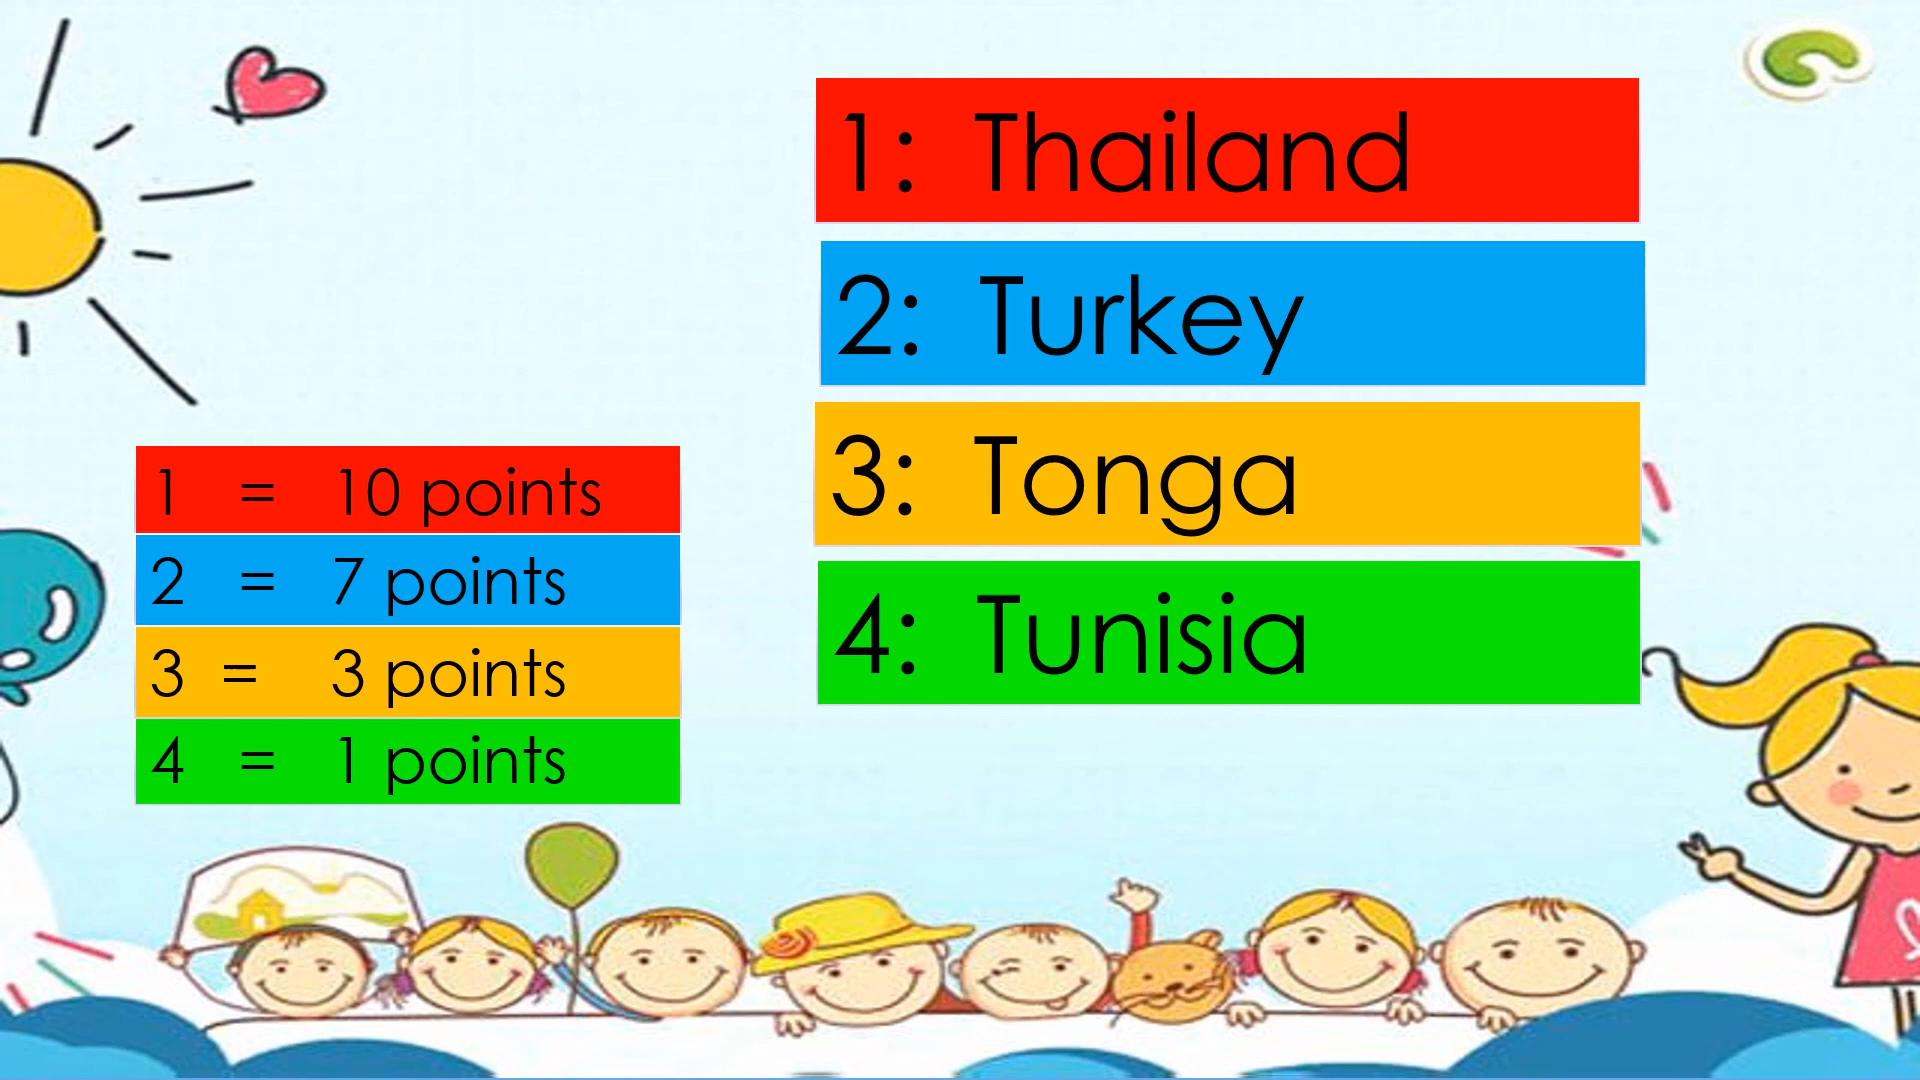 1: Thailand
2: Turkey
3: Tonga
4: Tunisia
1 = 10 points
2 = 7 points
3 = 3 points
4 = 1 points